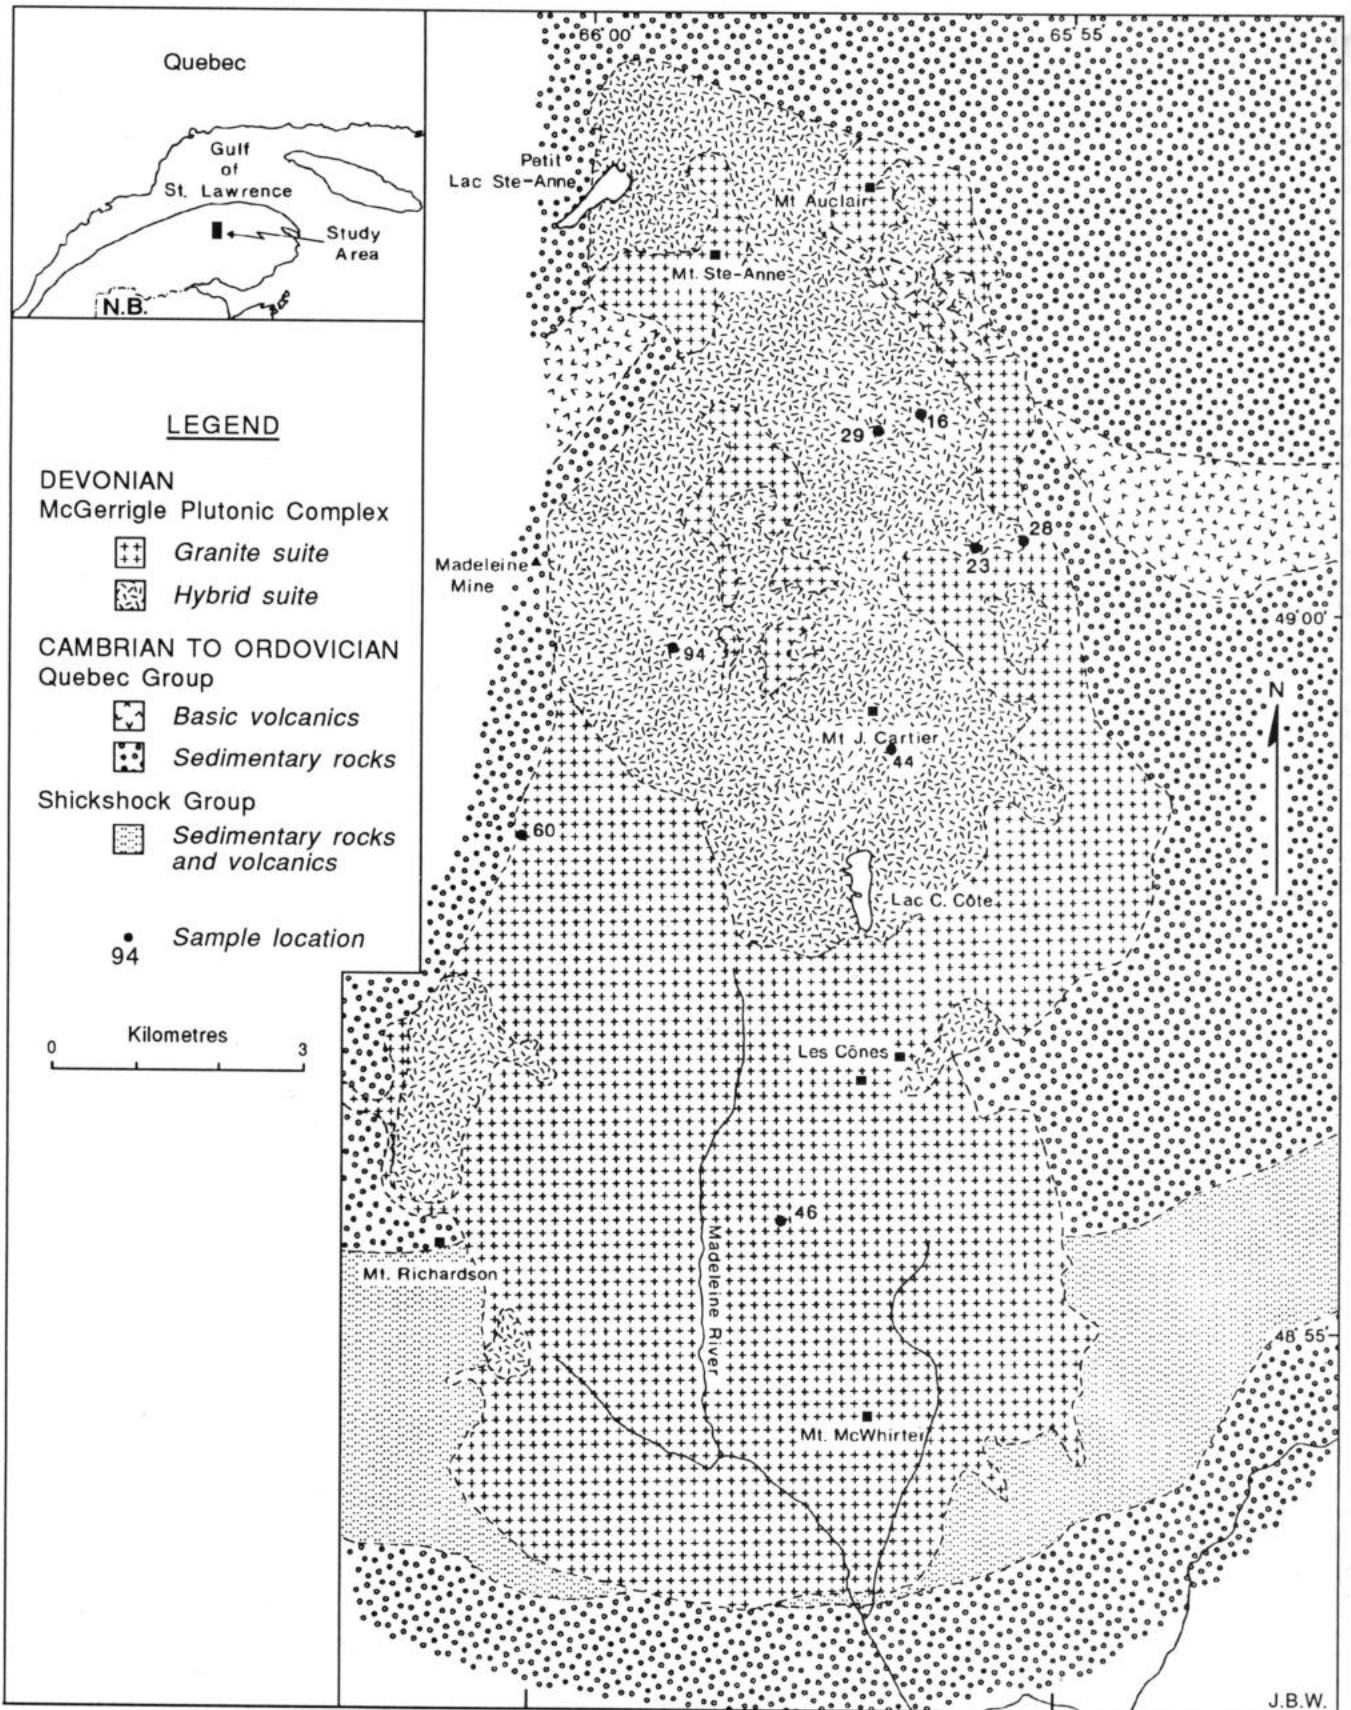 Quebec
Gulf
of
St. Lawrence
Study
Area
N.B.
LEGEND
DEVONIAN
McGerrigle Plutonic Complex
Granite suite
Hybrid suite
CAMBRIAN TO ORDOVICIAN
Quebec Group
Basic volcanics
Sedimentary rocks
Shickshock Group
Sedimentary rocks
and volcanics
94
Sample location
Kilometres
0
3
66°00'
65°55'
Petit
Lac Ste-Anne
Mt Auclair
Mt. Ste-Anne
16
29
28
23
Madeleine
Mine
49°00'
94
N
Mt J. Cartier
44
60
Lac C. Côte
Les Cônes
46
Madeleine River
Mt. Richardson
48°55'
Mt. McWhirter
J.B.W.